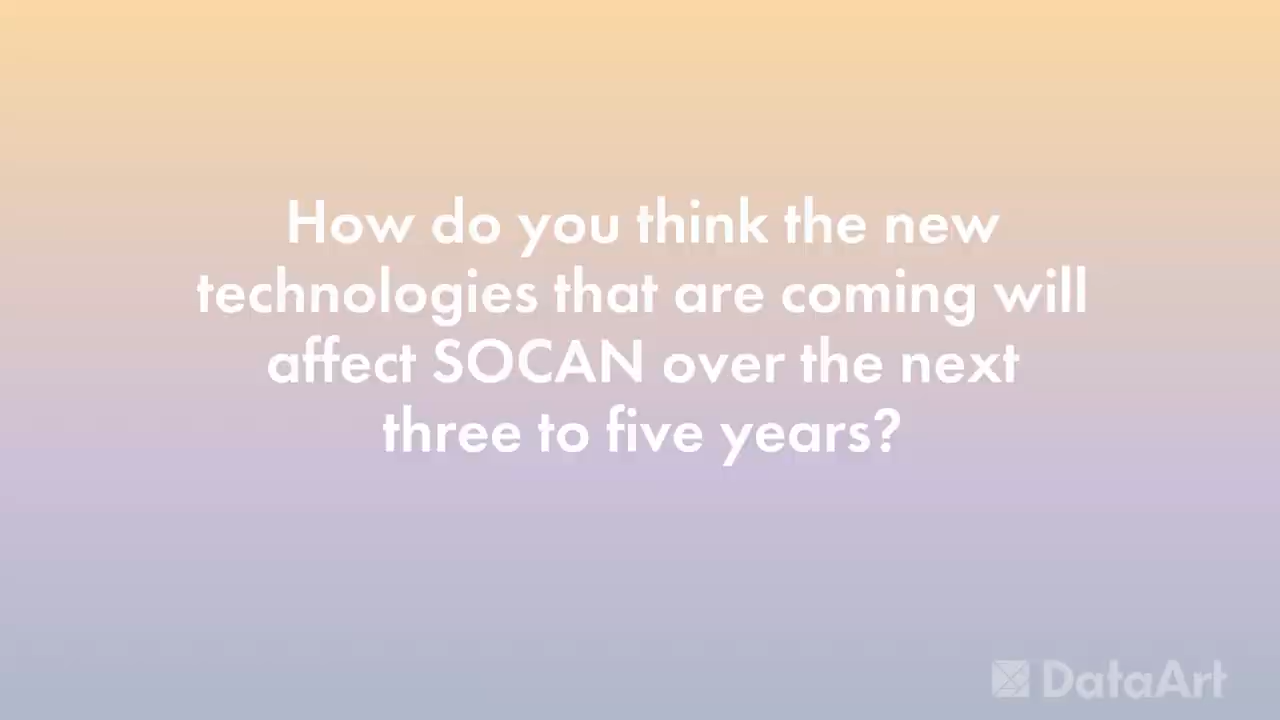 How do you think the new
technologies that are coming will
affect SOCAN over the next
three to five years?
DataArt